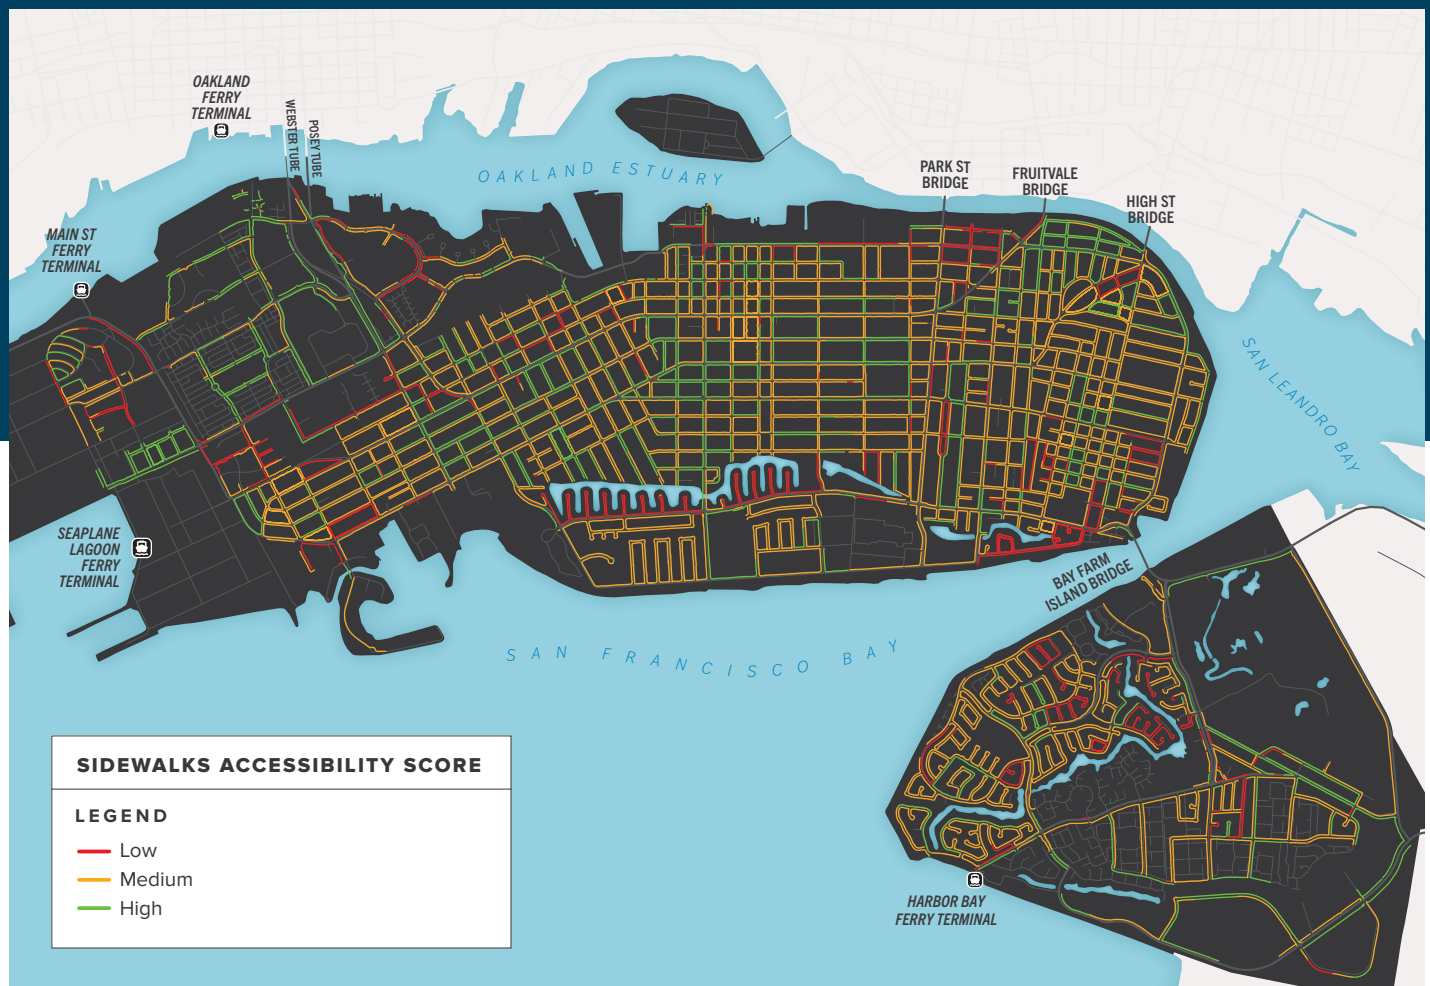 OAKLAND
FERRY
TERMINAL
WEBSTER TUBE
POSEY TUBE
OAKLAND ESTUARY
PARK ST
BRIDGE
FRUITVALE
BRIDGE
HIGH ST
BRIDGE
MAIN ST
FERRY
TERMINAL
SAN LEANDRO BAY
SEAPLANE
LAGOON
FERRY
TERMINAL
BAY FARM
ISLAND BRIDGE
SAN FRANCISCO BAY
SIDEWALKS ACCESSIBILITY SCORE
LEGEND
Low
Medium
High
HARBOR BAY
FERRY TERMINAL